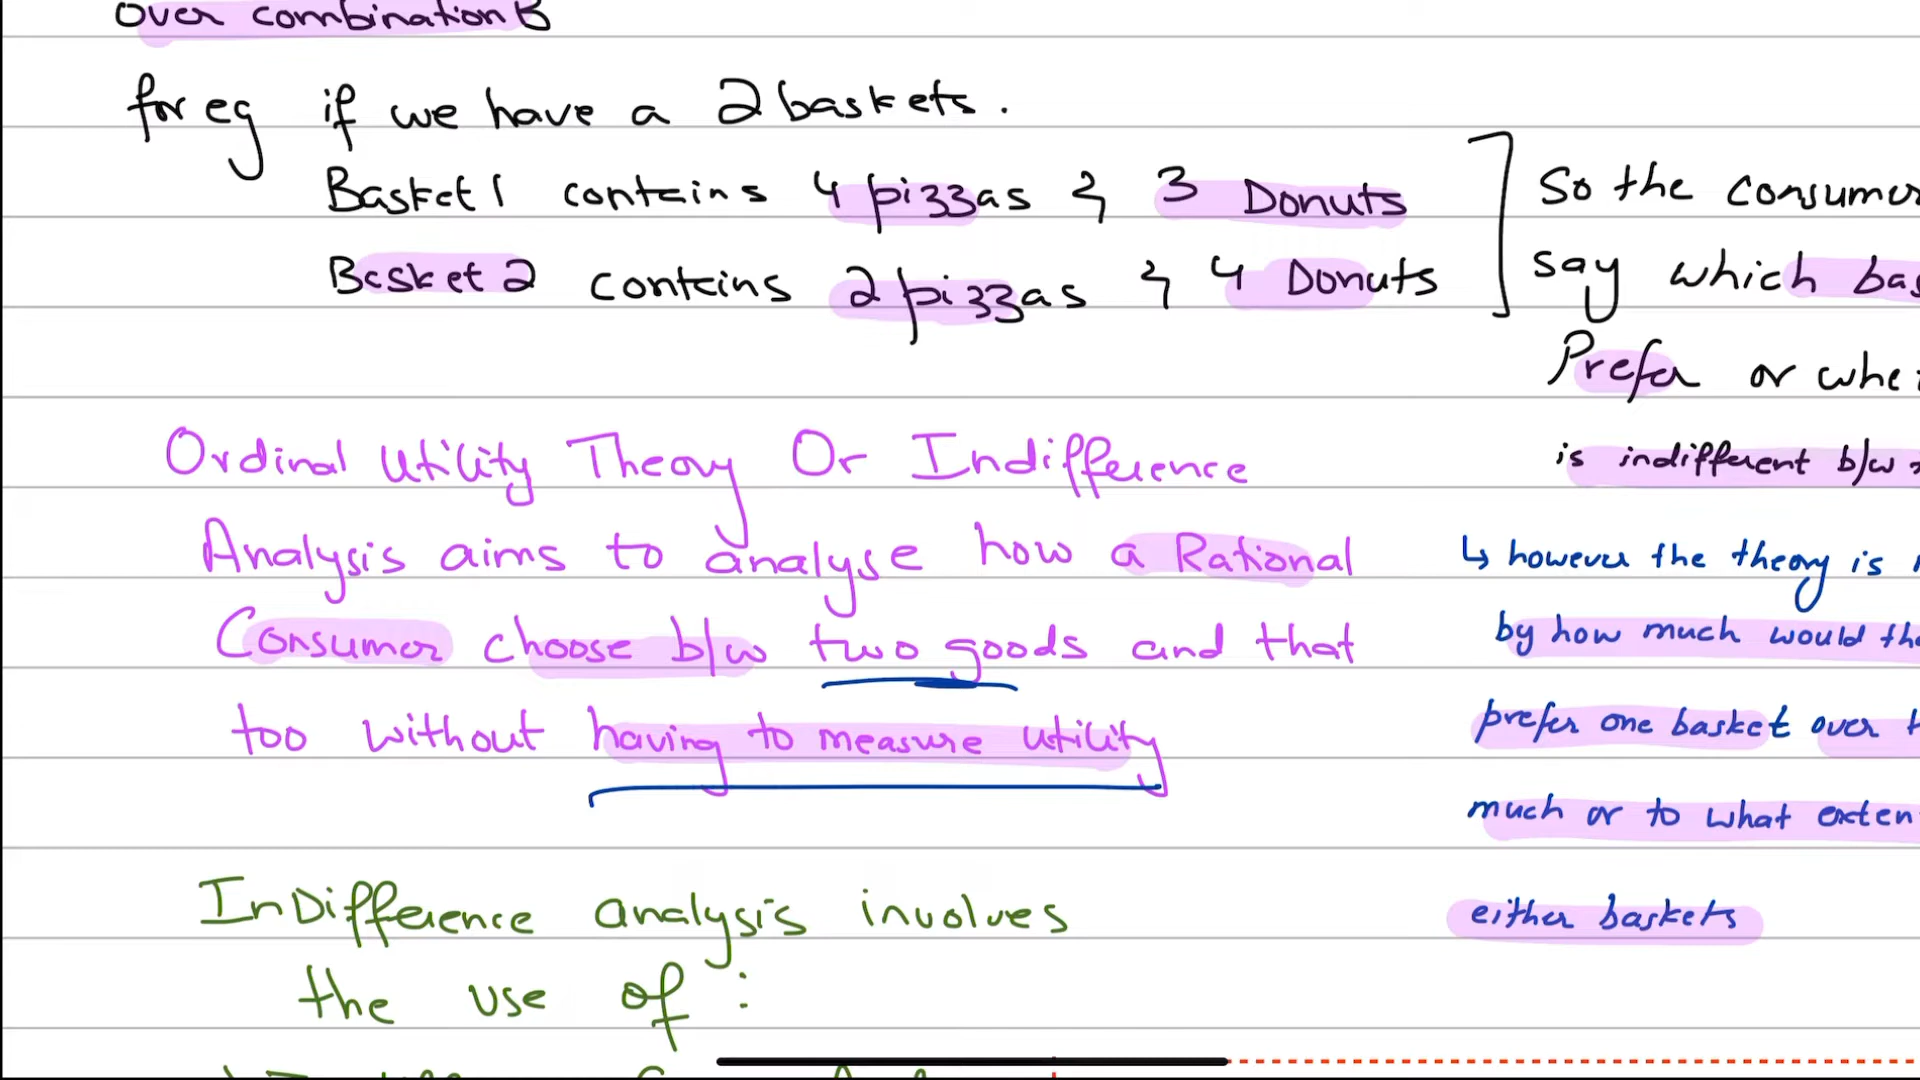 over combination B
for eg if we have a 2 baskets.
Basket 1 contains 4 pizzas & 3 Donuts
Basket 2 contains 2 pizzas & 4 Donuts
So the consumer
say which bas
Prefer or whe
is indifferent b/w
Ordinal Utility Theory Or Indifference
Analysis aims to analyse how a Rational
Consumer choose b/w two goods and that
too without having to measure utility
↳ however the theory is
by how much would the
prefer one basket over t
much or to what exten
either baskets
InDifference analysis involves
the use of :